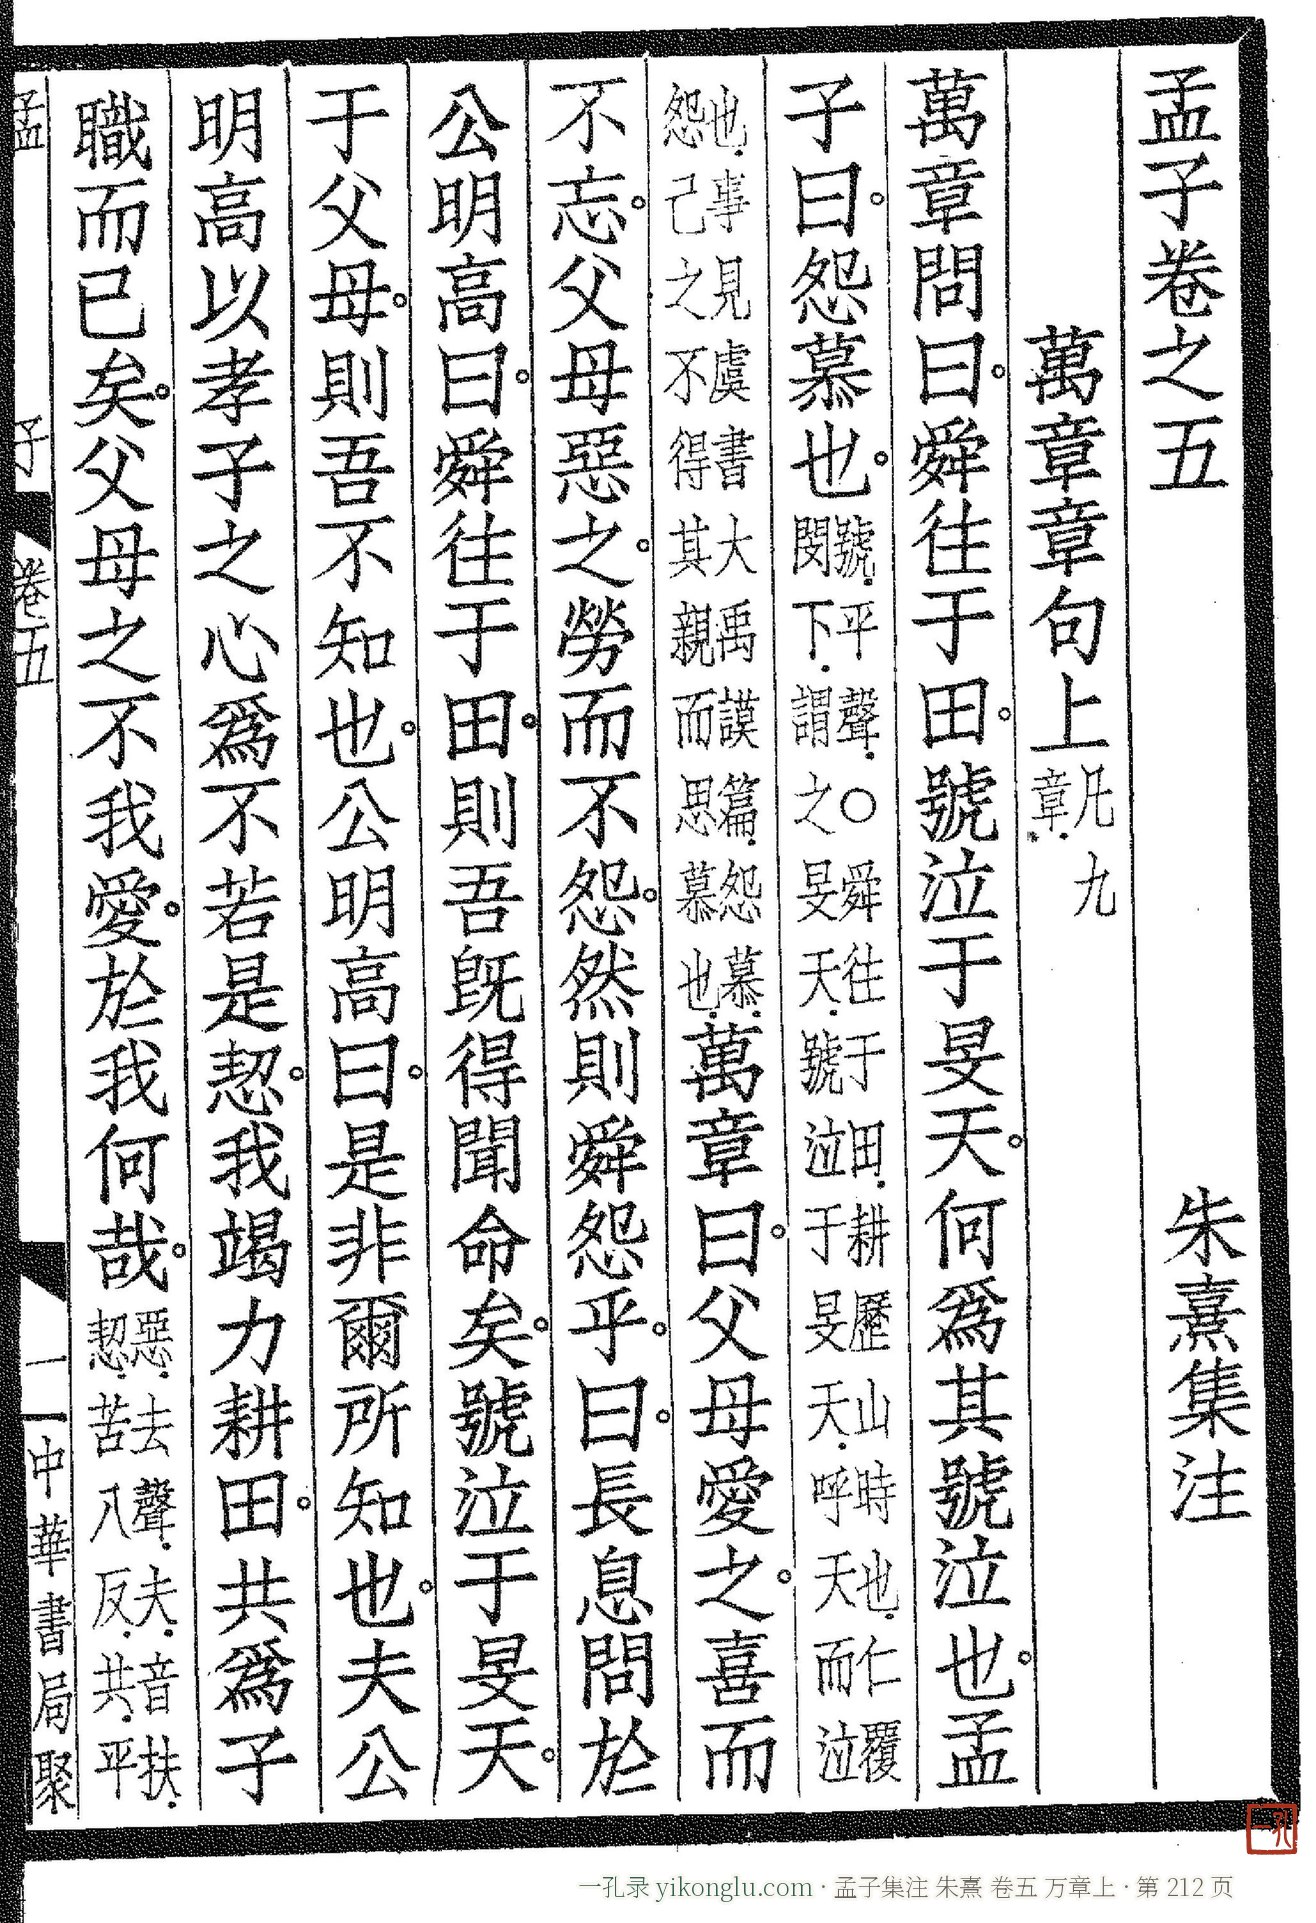 孟子卷之五　朱熹集注
萬章章句上 凡九
章.
萬章問曰。舜往于田。號泣于旻天。何爲其號泣也。孟
子曰。怨慕也。號.平聲.○舜往于田.耕歷山時也.仁覆
閔下.謂之旻天.號泣于旻天.呼天而泣
也.事見虞書大禹謨篇.怨慕.
怨己之不得其親而思慕也.萬章曰。父母愛之。喜而
不忘。父母惡之。勞而不怨。然則舜怨乎。曰。長息問於
公明高曰。舜往于田。則吾旣得聞命矣。號泣于旻天。
于父母。則吾不知也。公明高曰。是非爾所知也。夫公
明高以孝子之心爲不若是恝。我竭力耕田。共爲子
職而已矣。父母之不我愛。於我何哉。惡.去聲.夫.音扶.
恝.苦八反.共.平
孟子　卷五　一　中華書局聚
一孔
一孔录 yikonglu.com · 孟子集注 朱熹 卷五 万章上 · 第 212 页